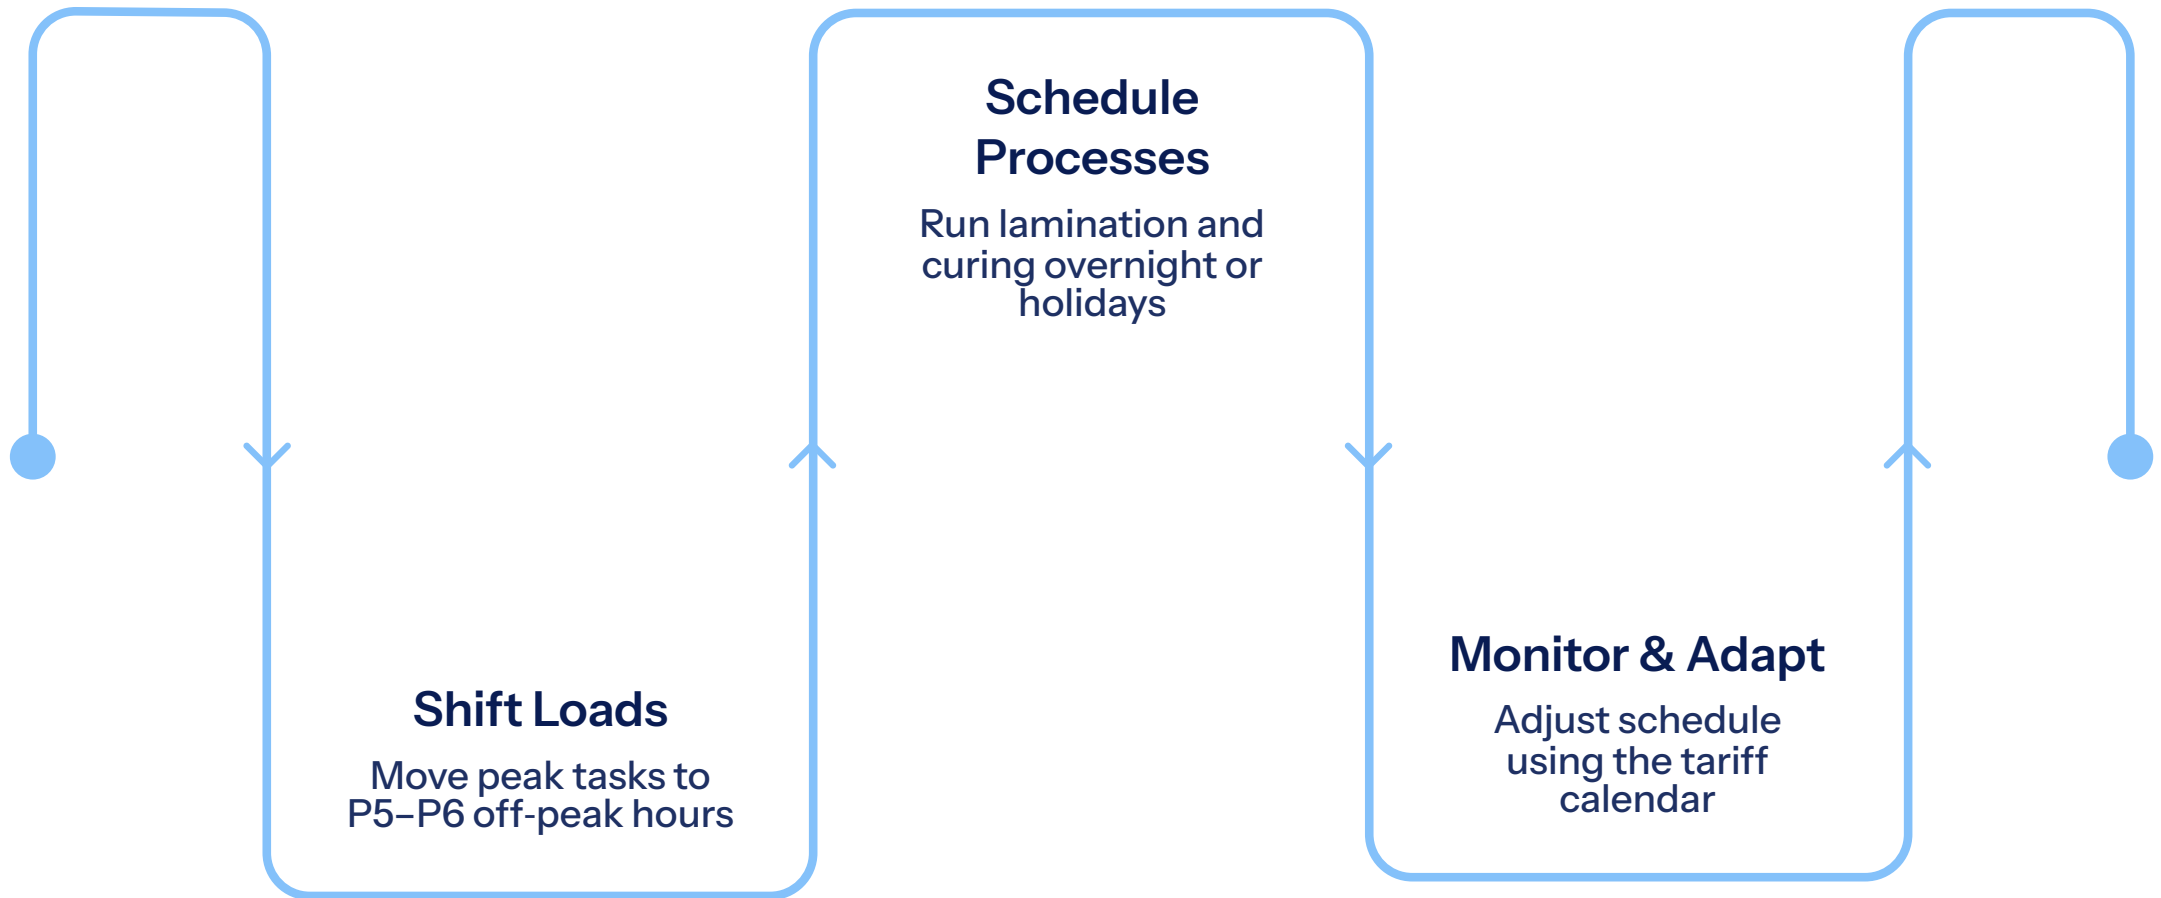 Shift Loads
Move peak tasks to
P5–P6 off-peak hours
Schedule
Processes
Run lamination and
curing overnight or
holidays
Monitor & Adapt
Adjust schedule
using the tariff
calendar